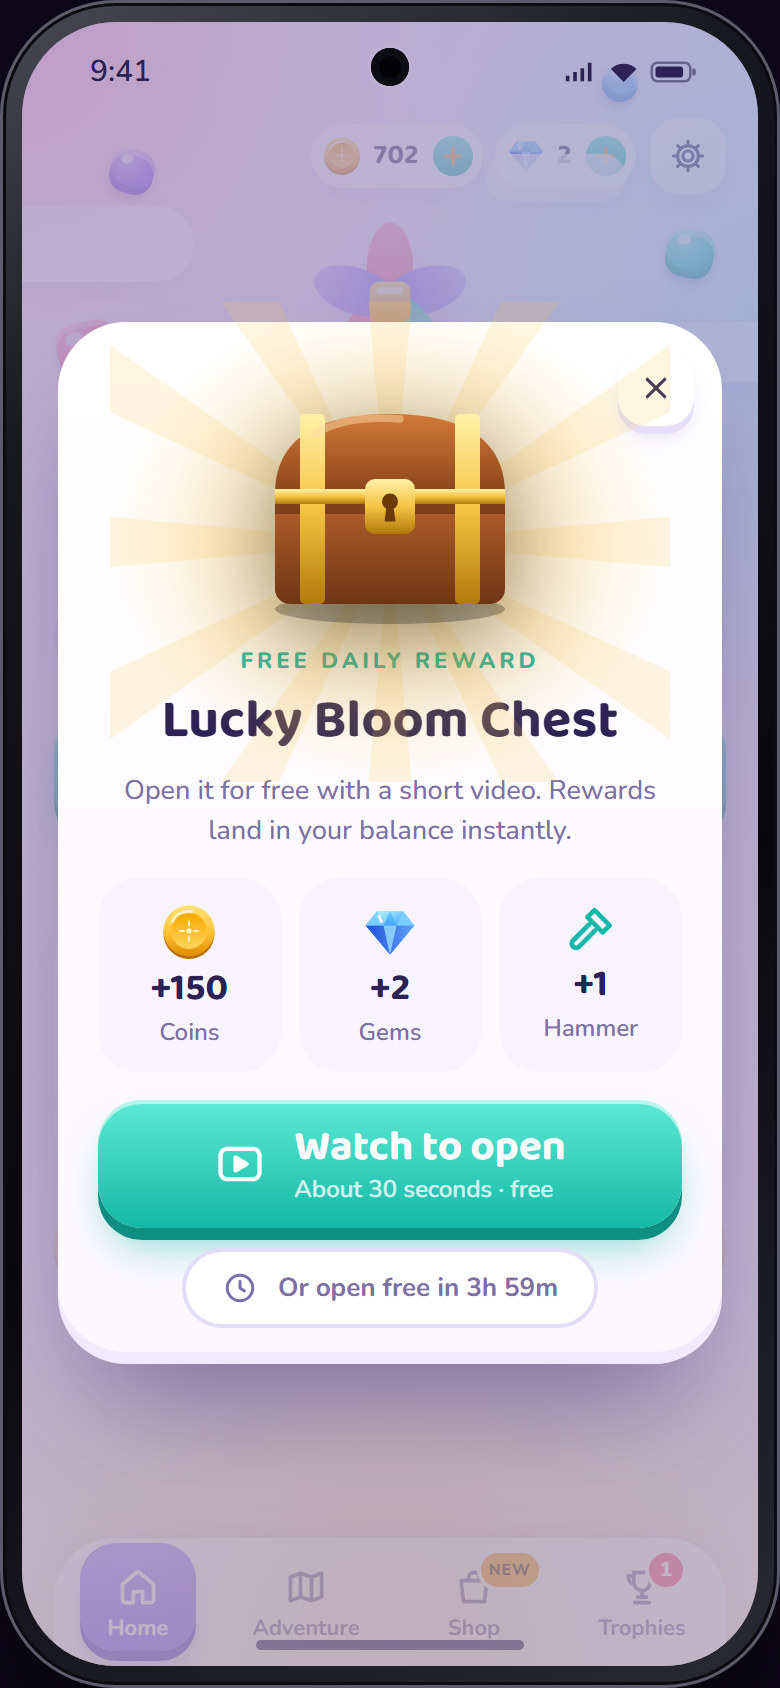 9:41
702
2
FREE DAILY REWARD
Lucky Bloom Chest
Open it for free with a short video. Rewards
land in your balance instantly.
+150
Coins
+2
Gems
+1
Hammer
Watch to open
About 30 seconds · free
Or open free in 3h 59m
NEW
1
Home
Adventure
Shop
Trophies